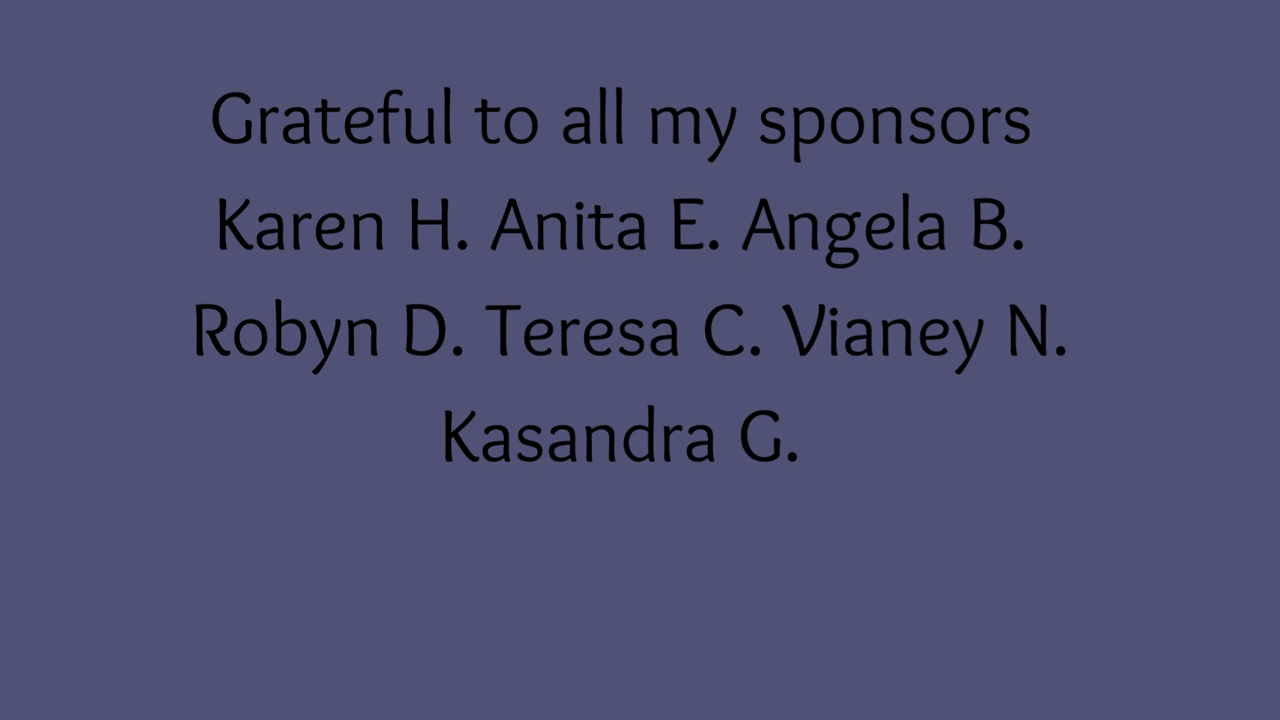 Grateful to all my sponsors
Karen H. Anita E. Angela B.
Robyn D. Teresa C. Vianey N.
Kasandra G.